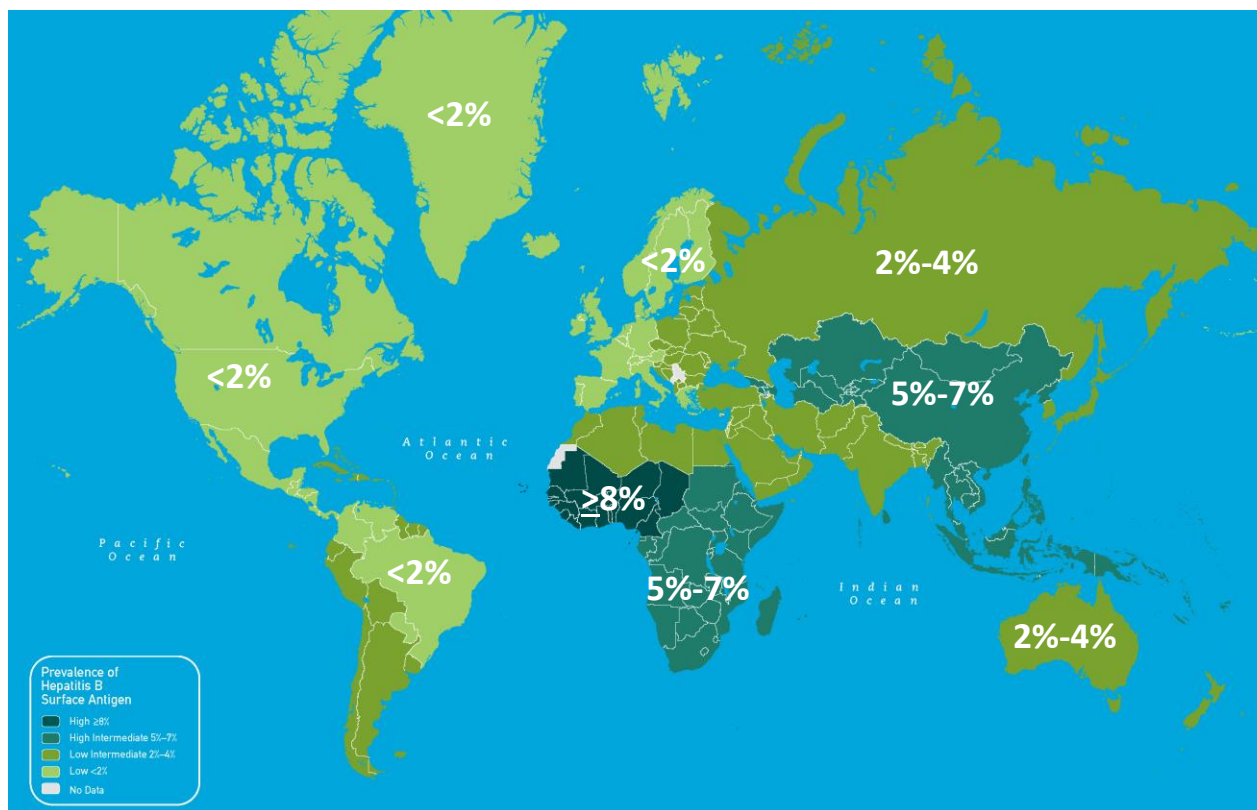 <2%
<2%
2%-4%
<2%
5%-7%
Atlantic
Ocean
≥8%
Pacific
Ocean
<2%
5%-7%
Indian
Ocean
2%-4%
Prevalence of
Hepatitis B
Surface Antigen
High ≥8%
High Intermediate 5%–7%
Low Intermediate 2%–4%
Low <2%
No Data